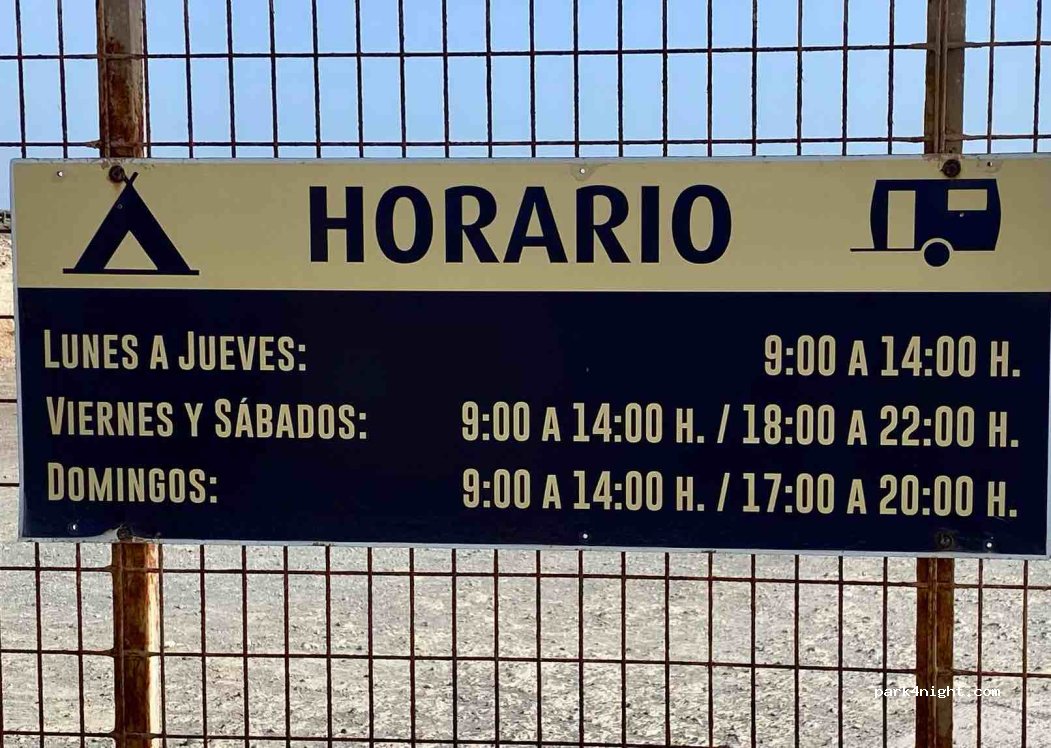 HORARIO
LUNES A JUEVES: 9:00 A 14:00 H.
VIERNES Y SÁBADOS: 9:00 A 14:00 H. / 18:00 A 22:00 H.
DOMINGOS: 9:00 A 14:00 H. / 17:00 A 20:00 H.
park4night.com